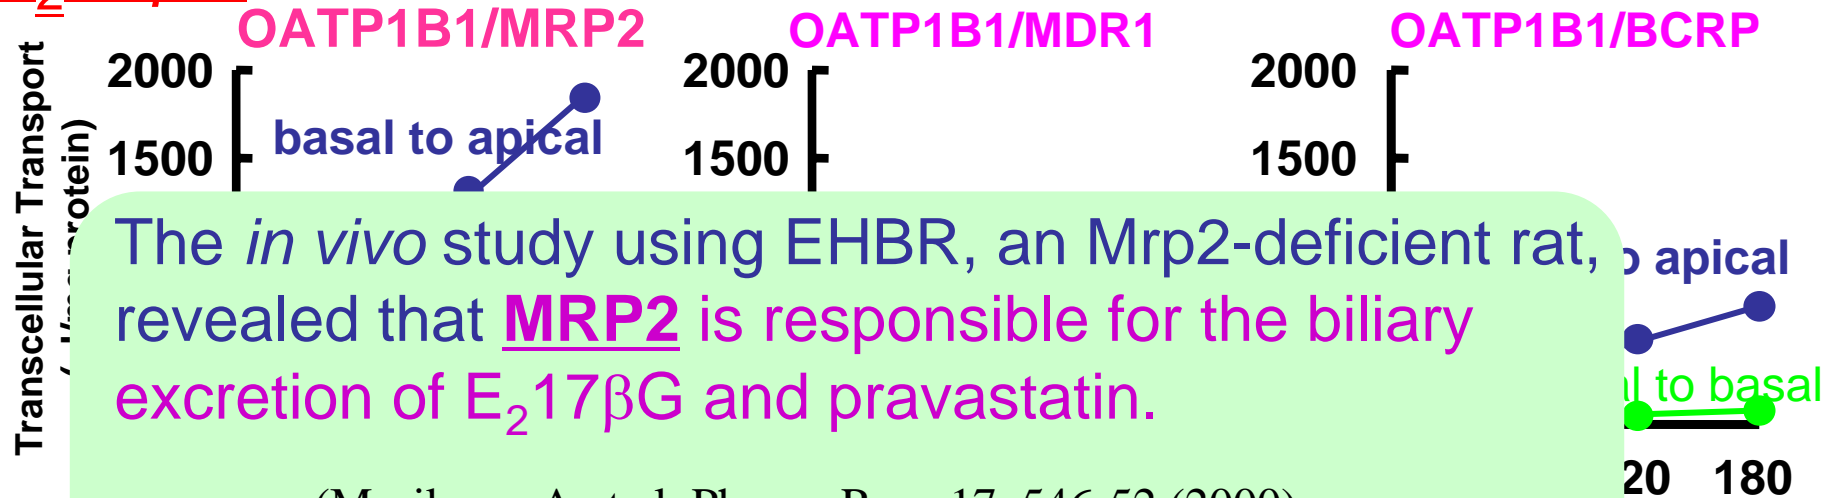 OATP1B1/MRP2 OATP1B1/MDR1 OATP1B1/BCRP
Transcellular Transport
protein)
2000 2000 2000
basal to apical
1500 1500 1500
The in vivo study using EHBR, an Mrp2-deficient rat,
revealed that MRP2 is responsible for the biliary
excretion of E₂17βG and pravastatin.
apical
to basal
20 180